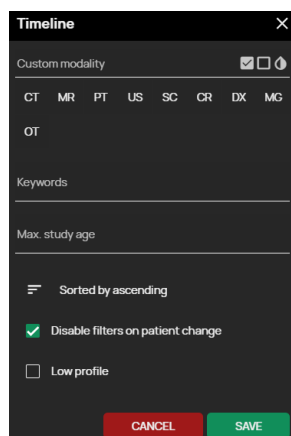 Timeline
Custom modality
CT MR PT US SC CR DX MG
OT
Keywords
Max. study age
Sorted by ascending
Disable filters on patient change
Low profile
CANCEL SAVE